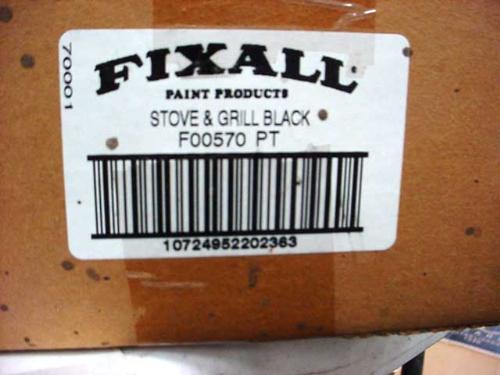 70001
FIXALL
PAINT PRODUCTS
STOVE & GRILL BLACK
F00570 PT
10724952202363